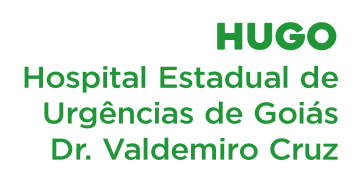 HUGO
Hospital Estadual de
Urgências de Goiás
Dr. Valdemiro Cruz